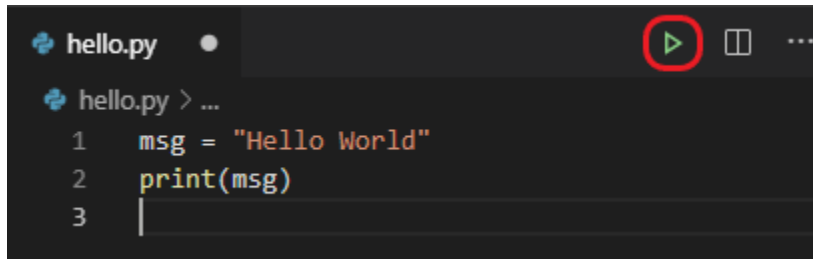 hello.py
hello.py > ...
1 msg = "Hello World"
2 print(msg)
3